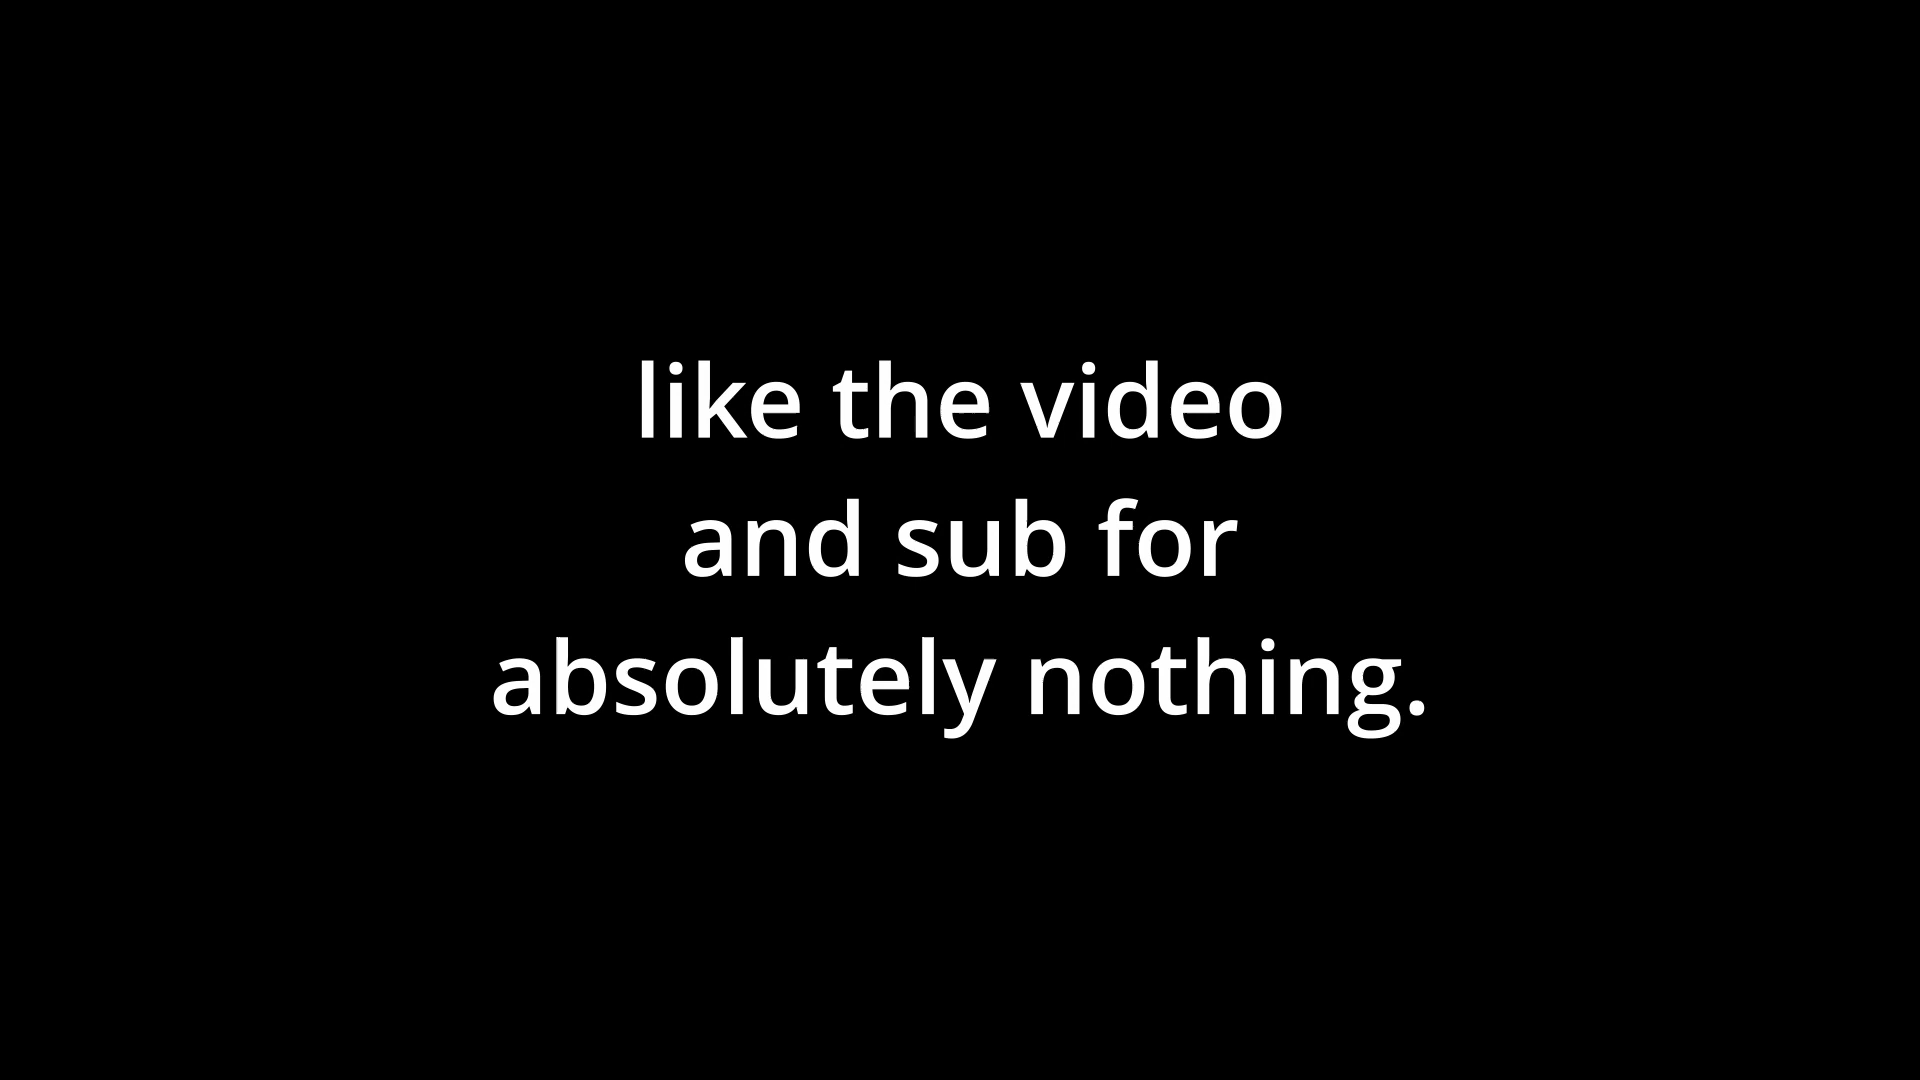 like the video
and sub for
absolutely nothing.